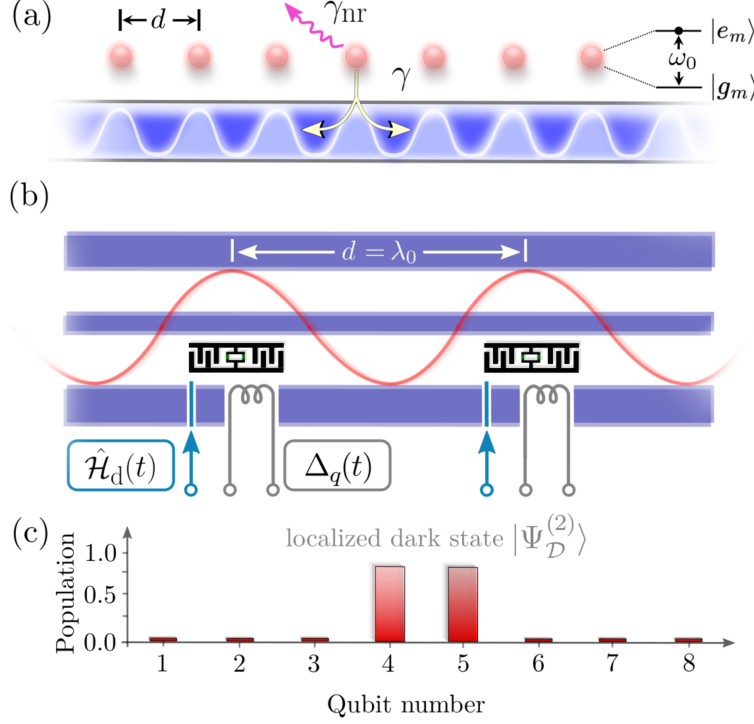 (a)
d
γnr
γ
|eₘ⟩
ω₀
|gₘ⟩
(b)
d = λ₀
Ĥd(t)
Δq(t)
(c)
localized dark state |Ψ_𝒟^(2)⟩
Population
1.0
0.5
0.0
1 2 3 4 5 6 7 8
Qubit number